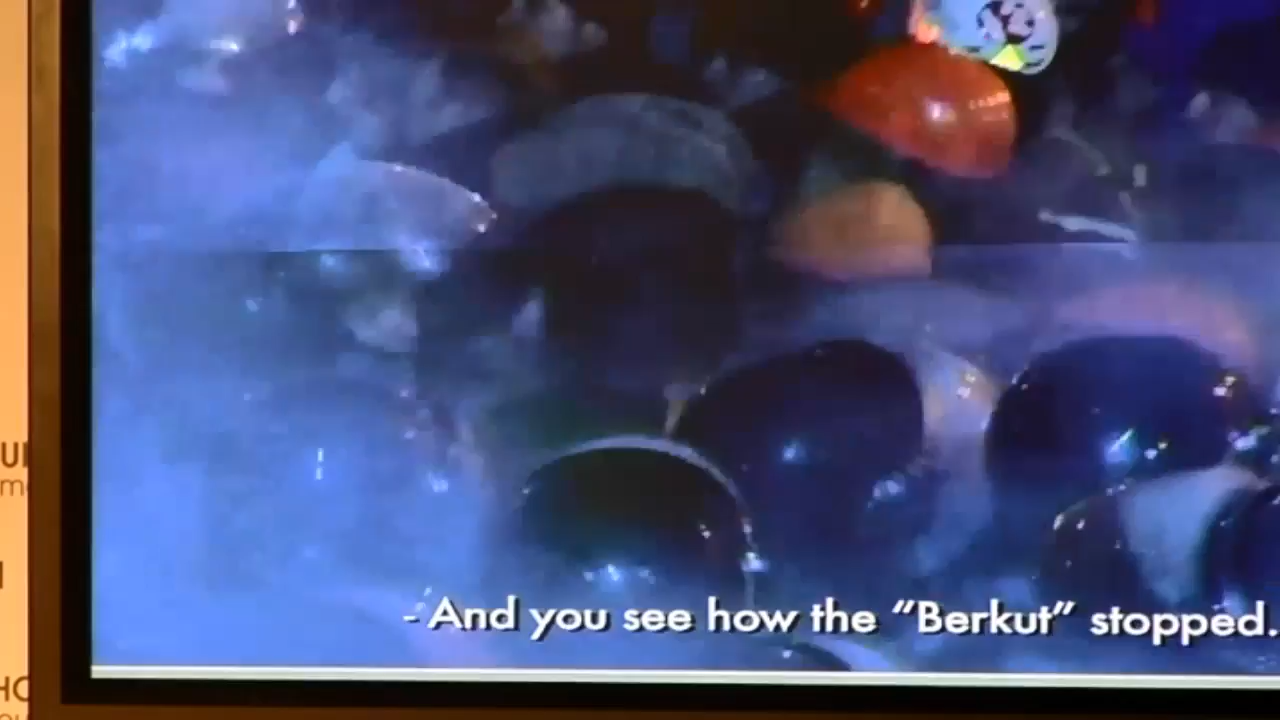 - And you see how the “Berkut” stopped.